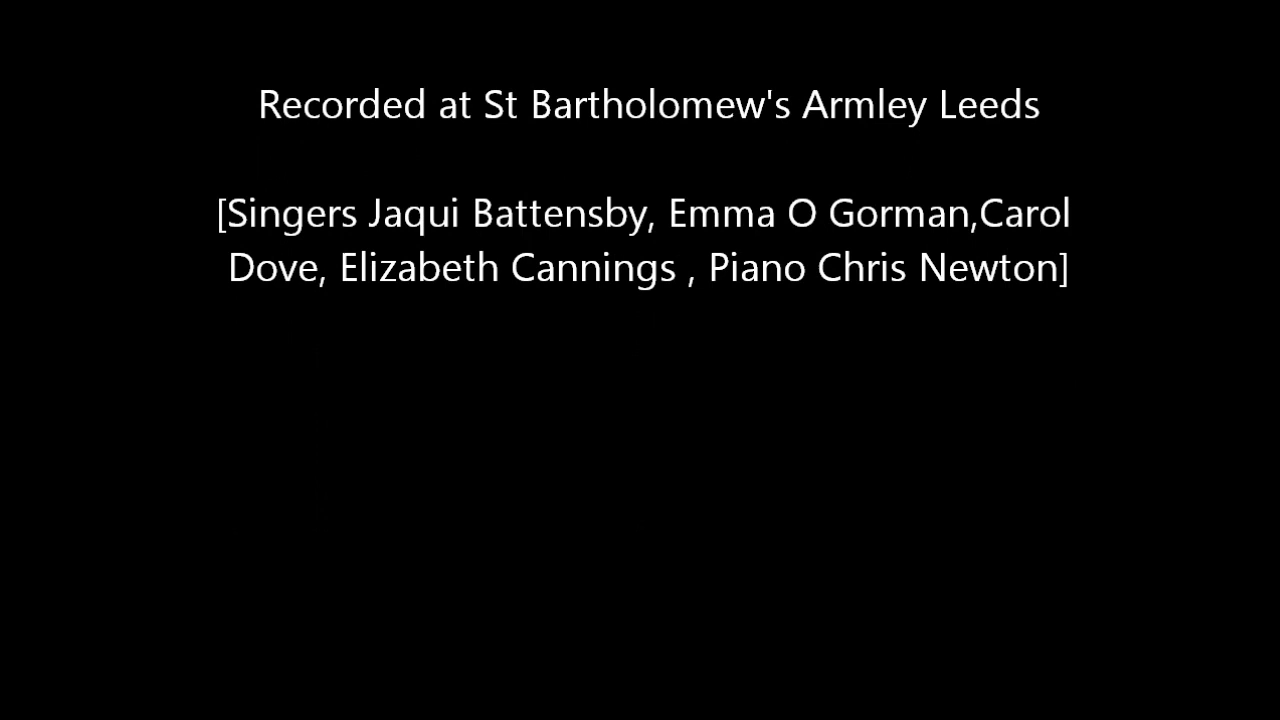 Recorded at St Bartholomew's Armley Leeds
[Singers Jaqui Battensby, Emma O Gorman,Carol
Dove, Elizabeth Cannings , Piano Chris Newton]